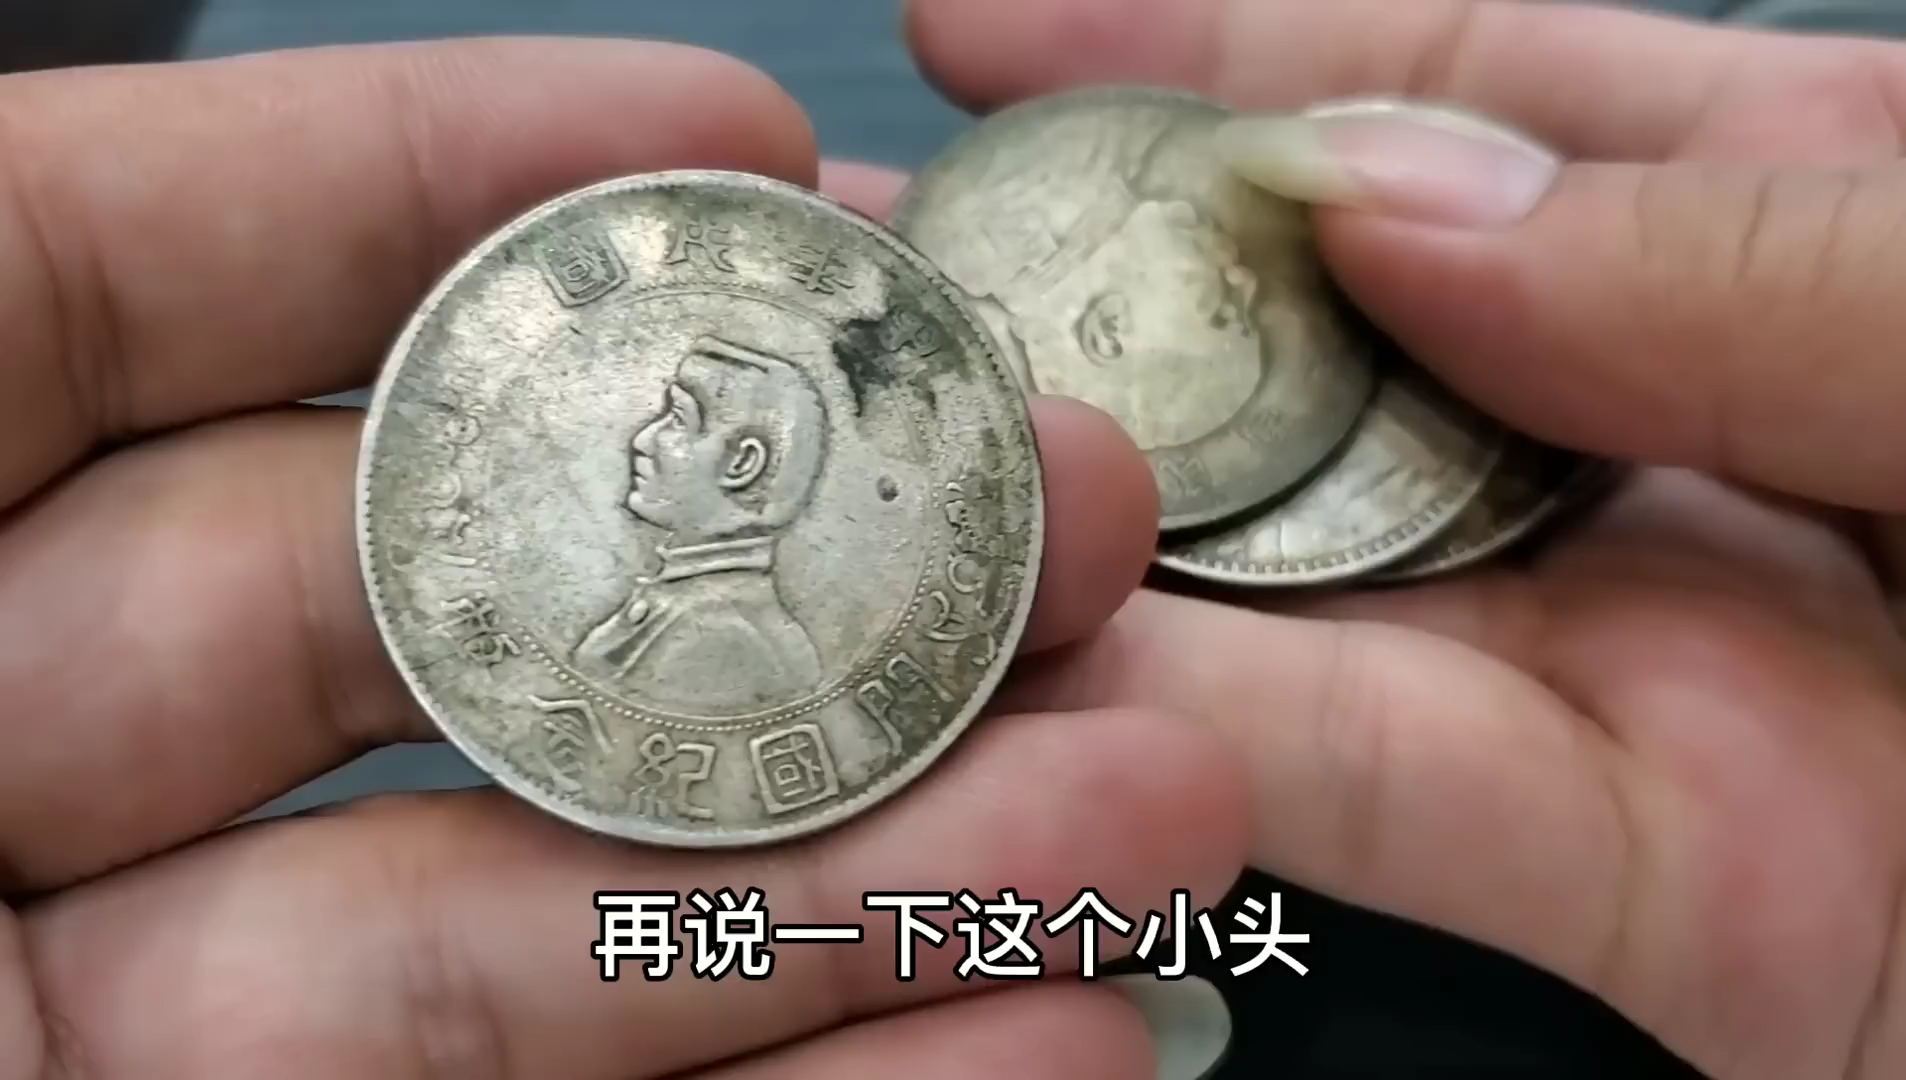 中華民國
開國紀念幣
再说一下这个小头